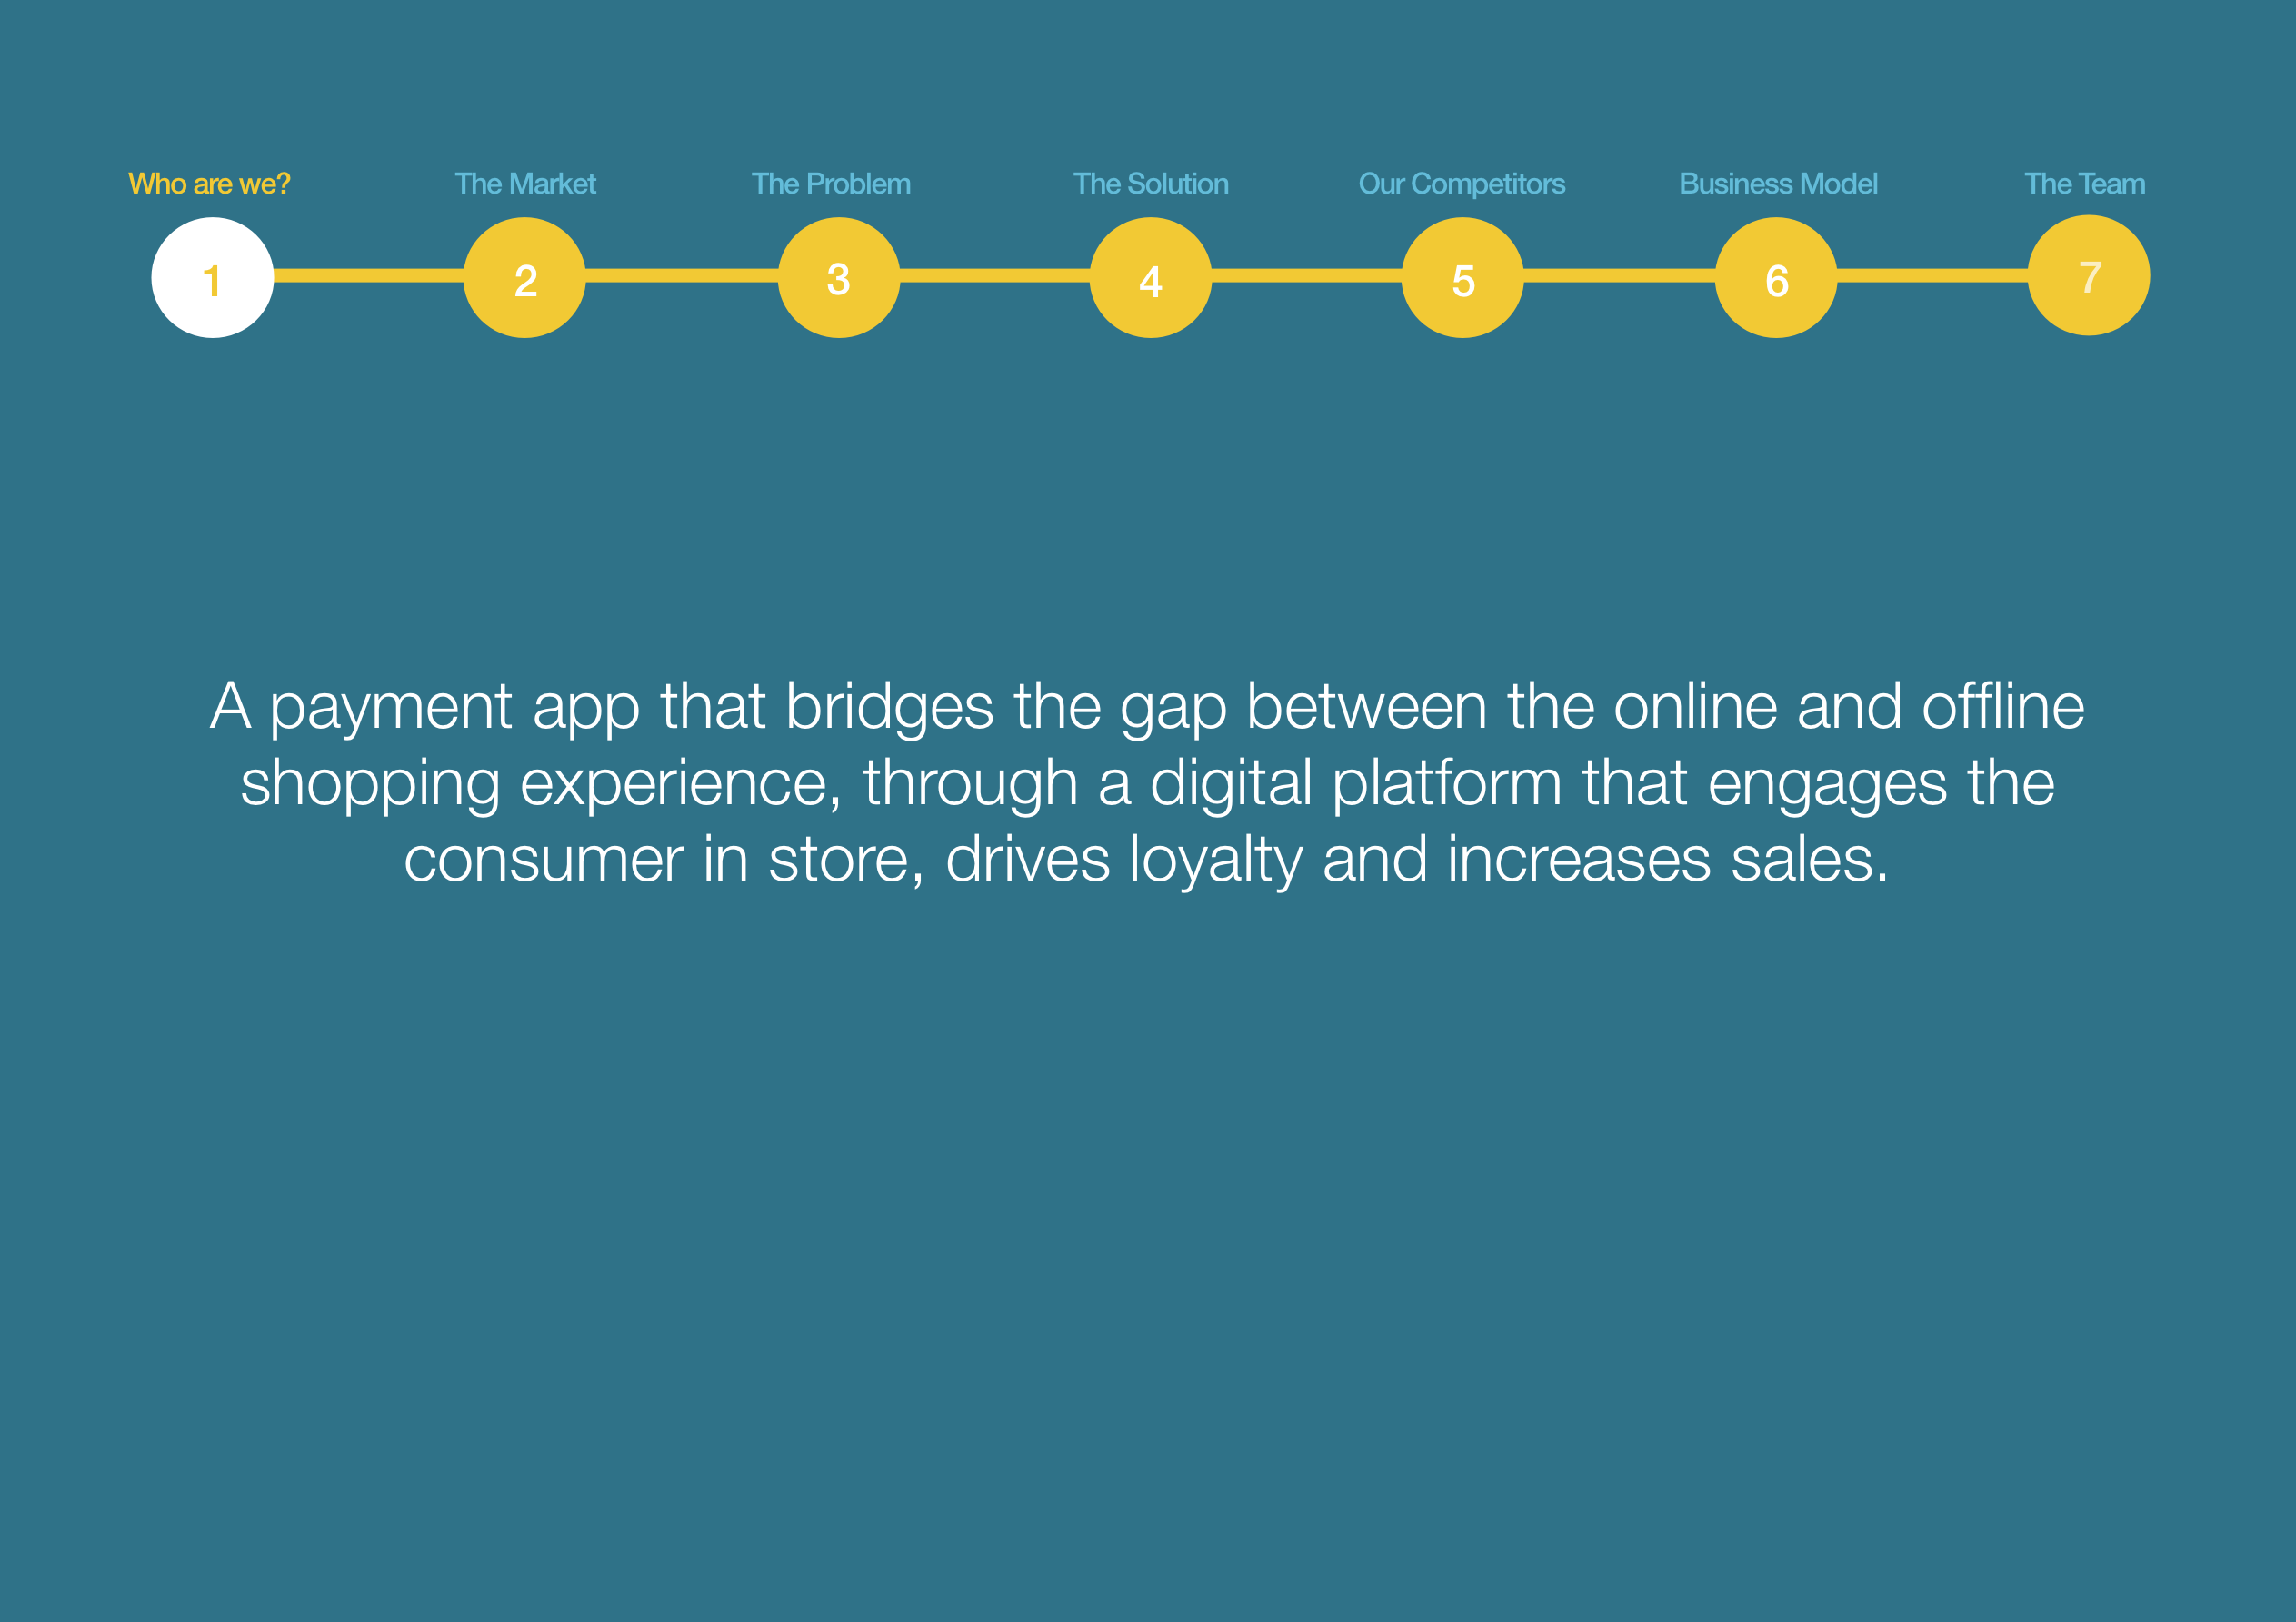 Who are we?
The Market
The Problem
The Solution
Our Competitors
Business Model
The Team
1
2
3
4
5
6
7
A payment app that bridges the gap between the online and offline
shopping experience, through a digital platform that engages the
consumer in store, drives loyalty and increases sales.